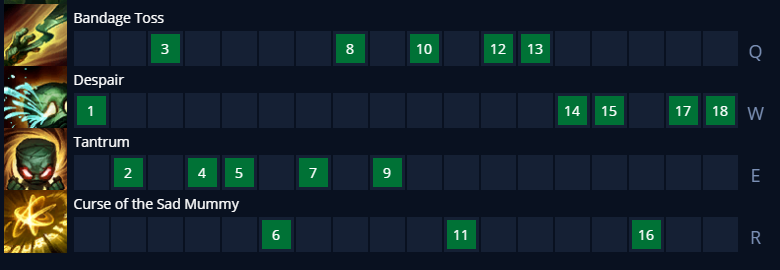 Bandage Toss
3 8 10 12 13 Q
Despair
1 14 15 17 18 W
Tantrum
2 4 5 7 9 E
Curse of the Sad Mummy
6 11 16 R